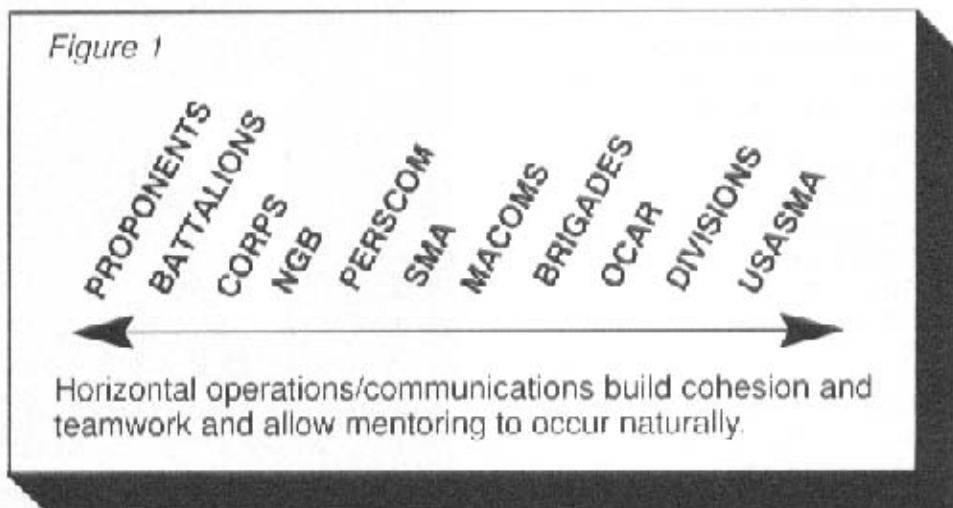 Figure 1
PROPONENTS
BATTALIONS
CORPS
NGB
PERSCOM
SMA
MACOMS
BRIGADES
OCAR
DIVISIONS
USASMA
Horizontal operations/communications build cohesion and
teamwork and allow mentoring to occur naturally.